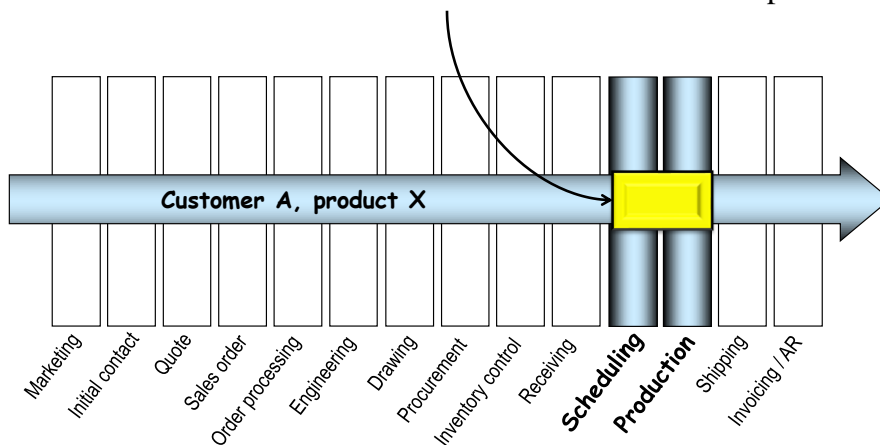 Customer A, product X
Marketing
Initial contact
Quote
Sales order
Order processing
Engineering
Drawing
Procurement
Inventory control
Receiving
Scheduling
Production
Shipping
Invoicing / AR